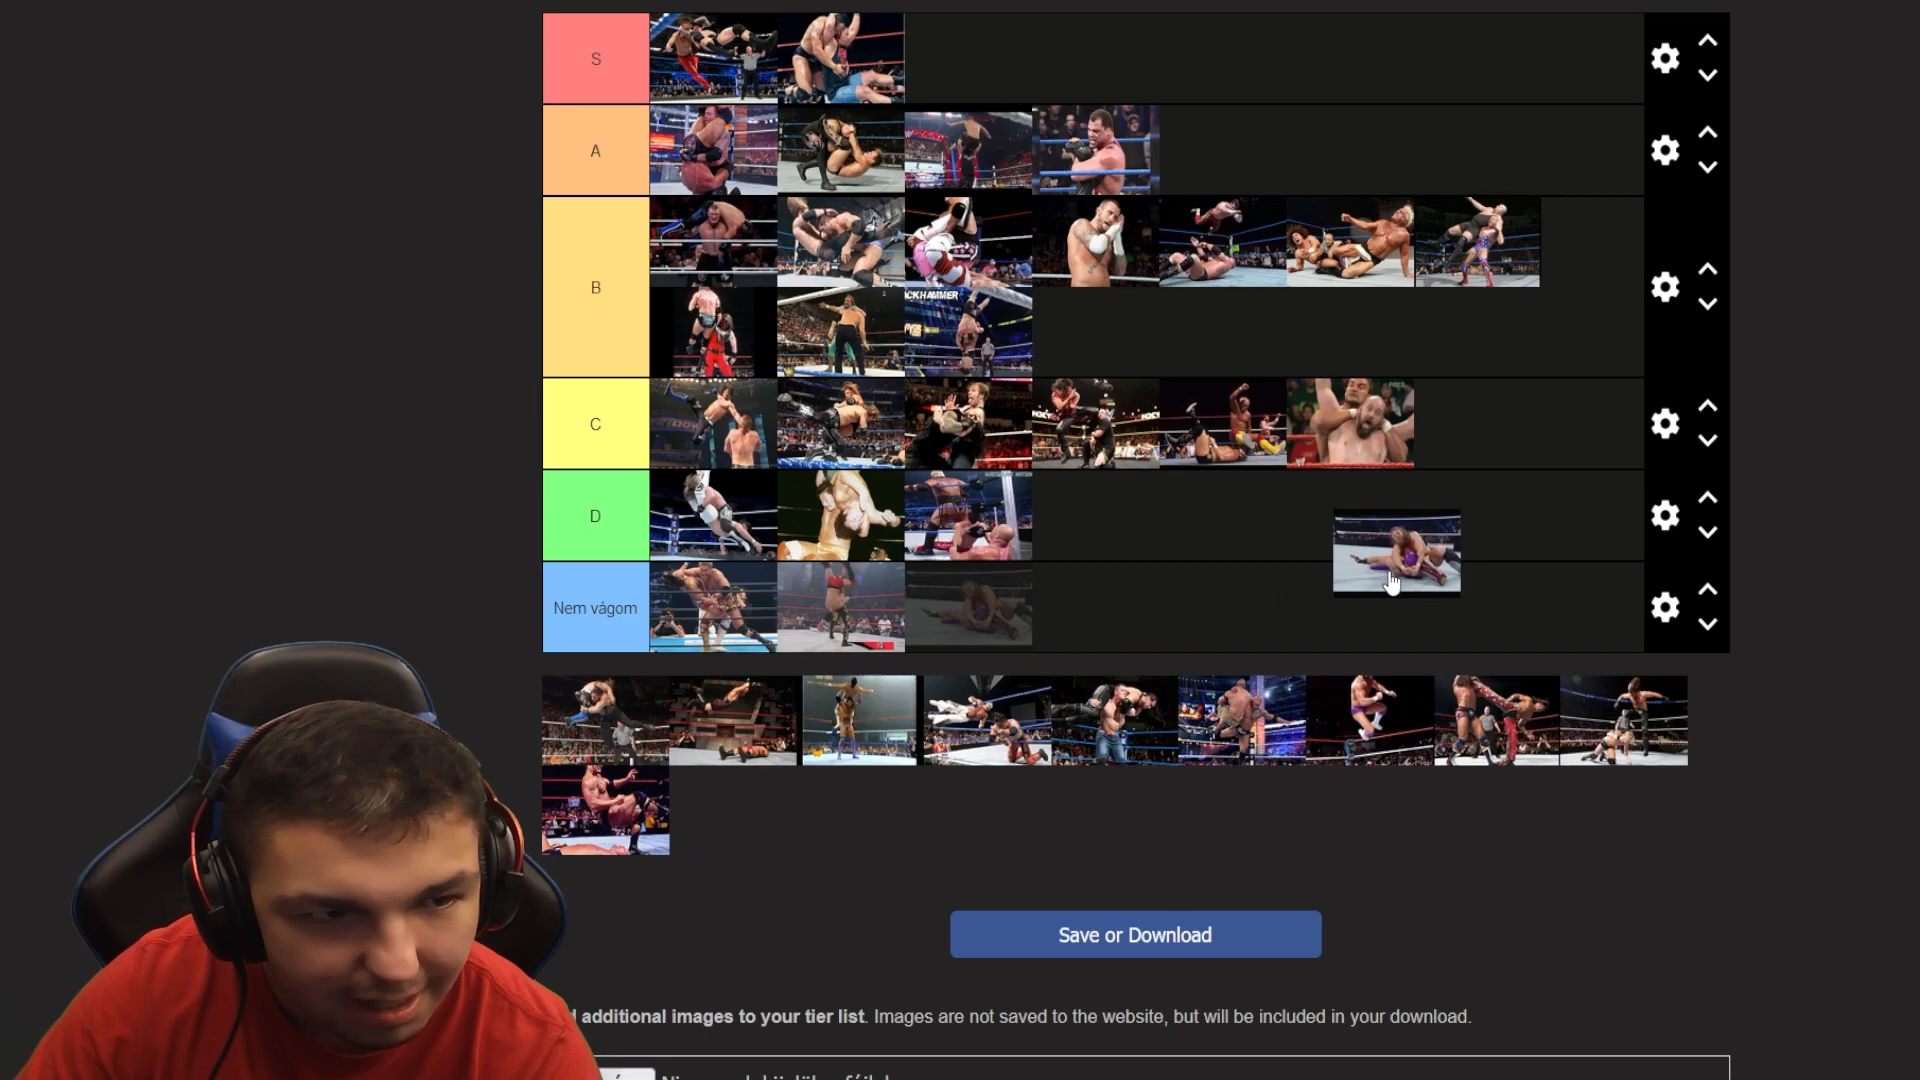 S
A
B
CKHAMMER
C
D
Nem vágom
Save or Download
additional images to your tier list. Images are not saved to the website, but will be included in your download.